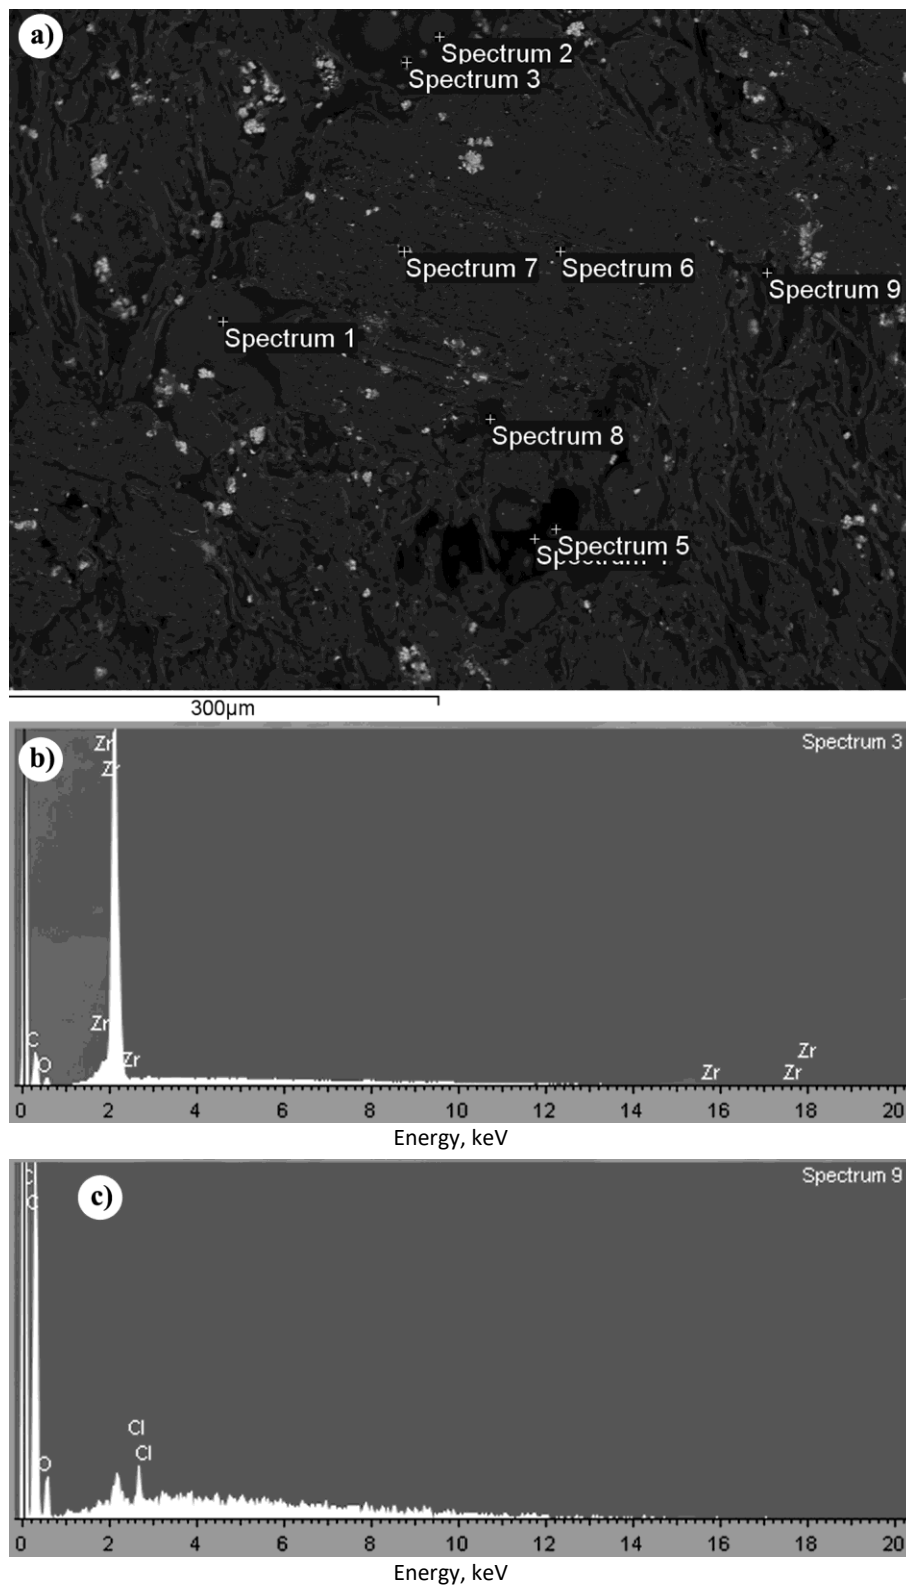 a)
Spectrum 2
Spectrum 3
Spectrum 7
Spectrum 6
Spectrum 9
Spectrum 1
Spectrum 8
Spectrum 5
300µm
b)
Spectrum 3
Zr
Zr
Zr
C
O
Zr
Zr
Zr
Zr
0 2 4 6 8 10 12 14 16 18 20
Energy, keV
c)
Spectrum 9
C
C
Cl
Cl
O
0 2 4 6 8 10 12 14 16 18 20
Energy, keV